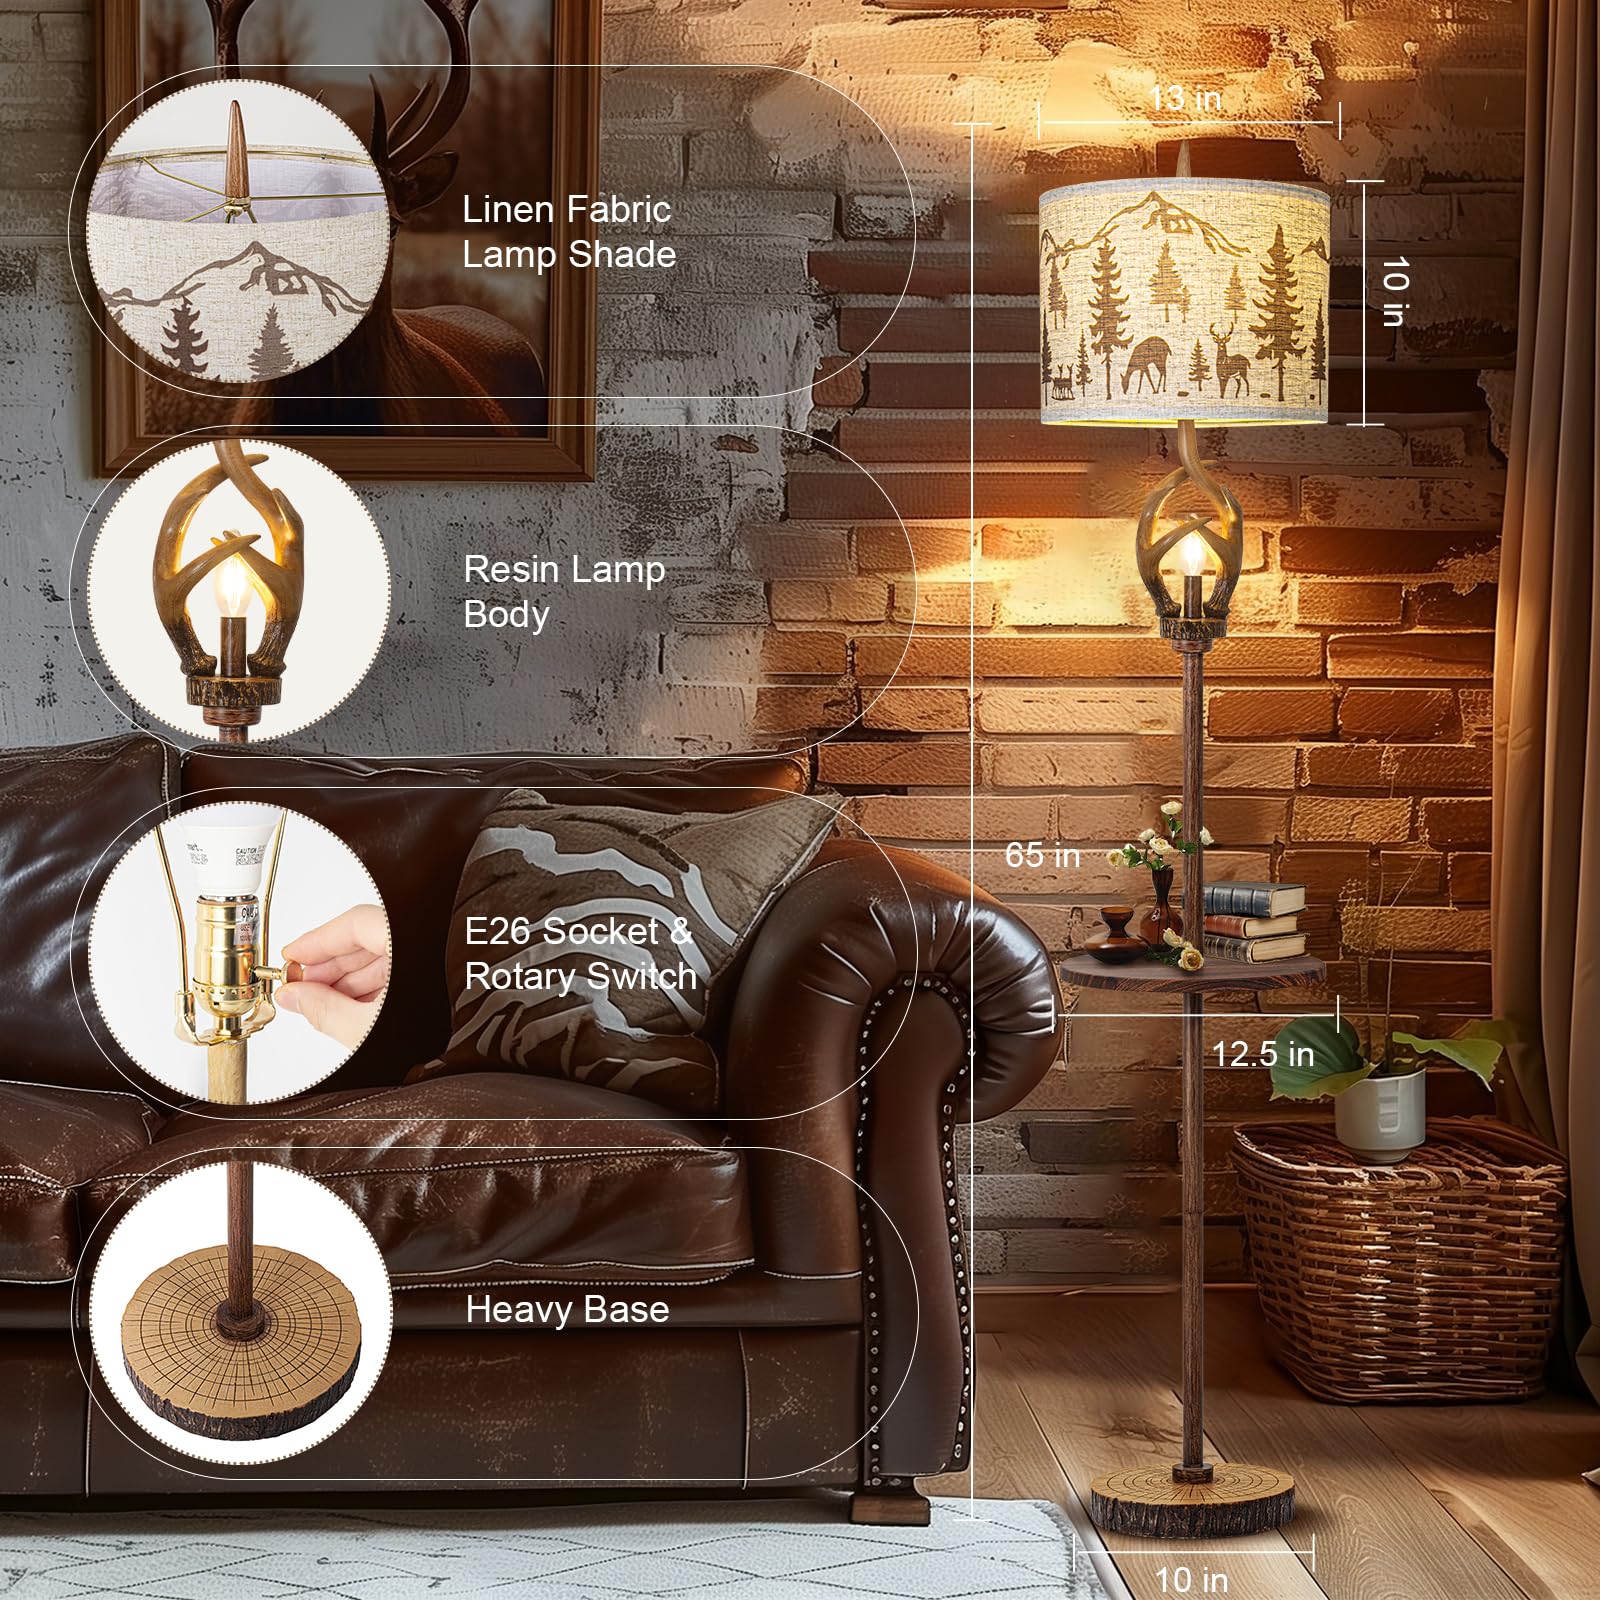 Linen Fabric
Lamp Shade
Resin Lamp
Body
E26 Socket &
Rotary Switch
CAUTION
Heavy Base
13 in
10 in
65 in
12.5 in
10 in